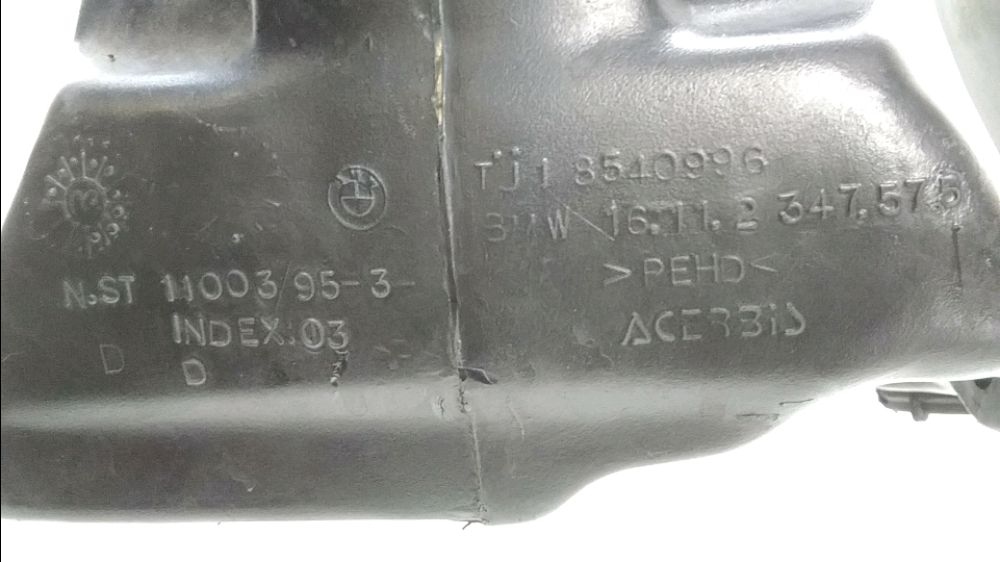 N.ST 11003/95-3-
INDEX:03
D
D
TJ1 8540996
BMW 16.11.2 347.575
>PEHD<
ACERBIS